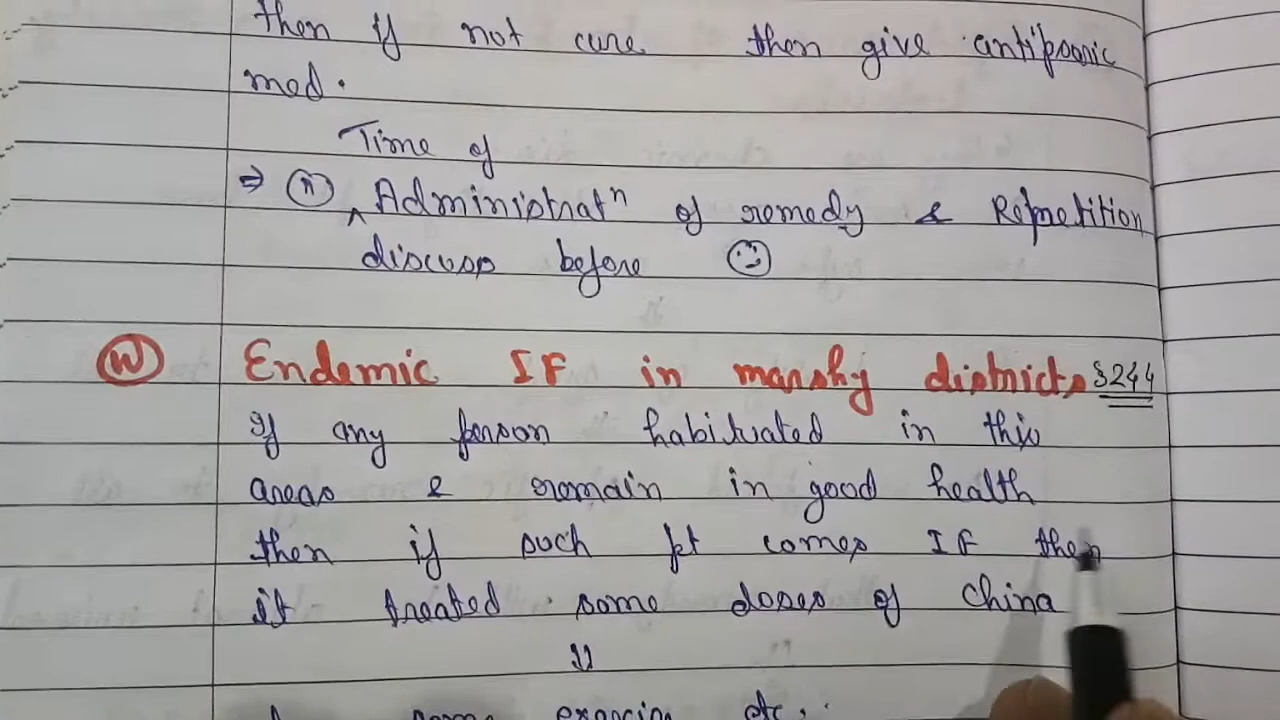 then if not cure then give antipsoric
med.
Time of
⇒ (n) ^ Administratⁿ of remedy & Repetition
discuss before ☺
(W) Endemic IF in marshy districts §244
If any person habituated in this
areas & remain in good health
then if such pt comes IF then
it treated some doses of China